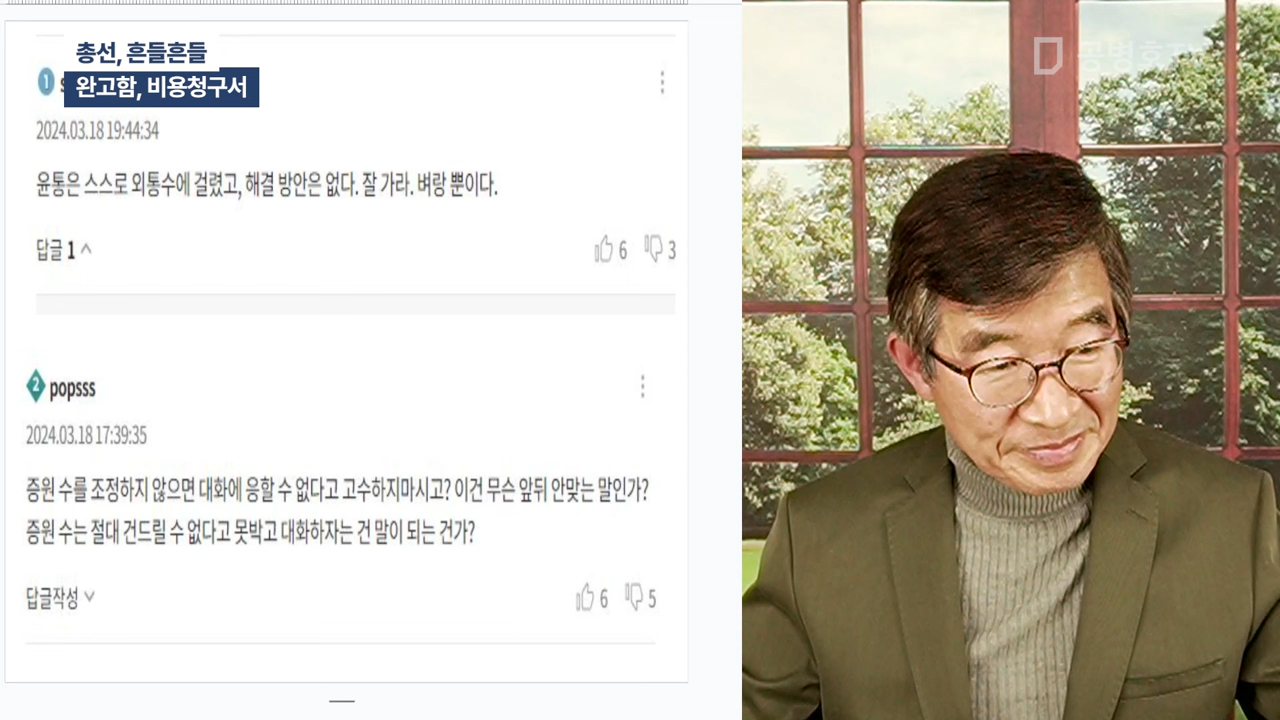 총선, 흔들흔들
완고함, 비용청구서
1
2024.03.18 19:44:34
윤통은 스스로 외통수에 걸렸고, 해결 방안은 없다. 잘 가라. 벼랑 뿐이다.
답글 1
6 3
2 popsss
2024.03.18 17:39:35
증원 수를 조정하지 않으면 대화에 응할 수 없다고 고수하지마시고? 이건 무슨 앞뒤 안맞는 말인가?
증원 수는 절대 건드릴 수 없다고 못박고 대화하자는 건 말이 되는 건가?
답글작성
6 5
공병호TV